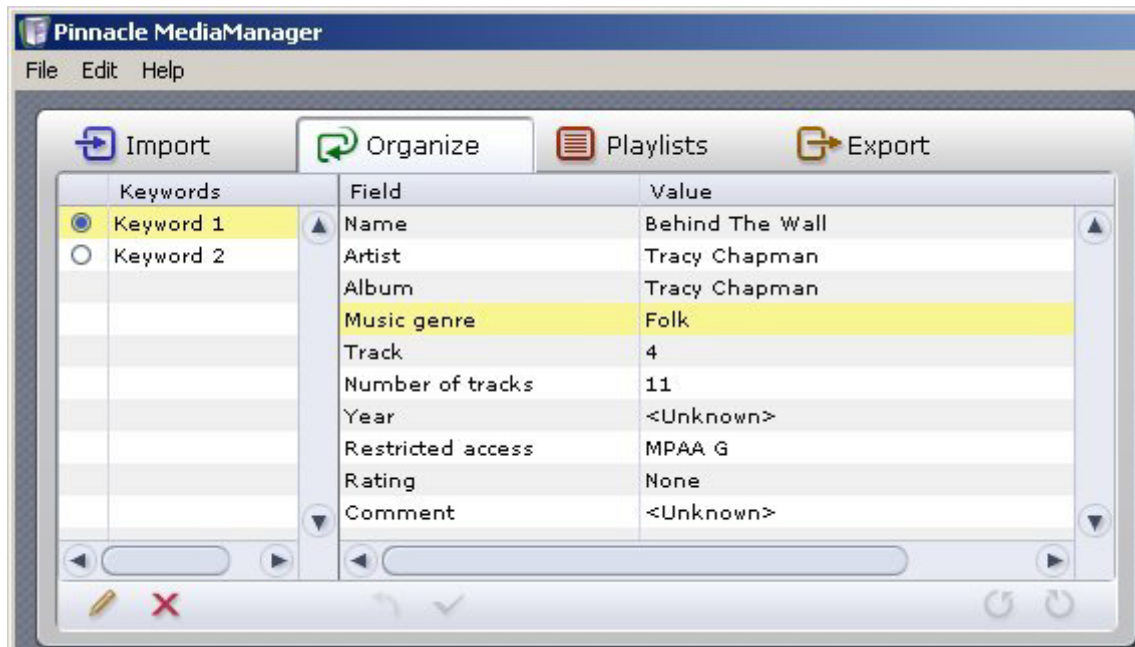 Pinnacle MediaManager
File Edit Help
Import Organize Playlists Export
Keywords Field Value
Keyword 1 Name Behind The Wall
Keyword 2 Artist Tracy Chapman
Album Tracy Chapman
Music genre Folk
Track 4
Number of tracks 11
Year <Unknown>
Restricted access MPAA G
Rating None
Comment <Unknown>